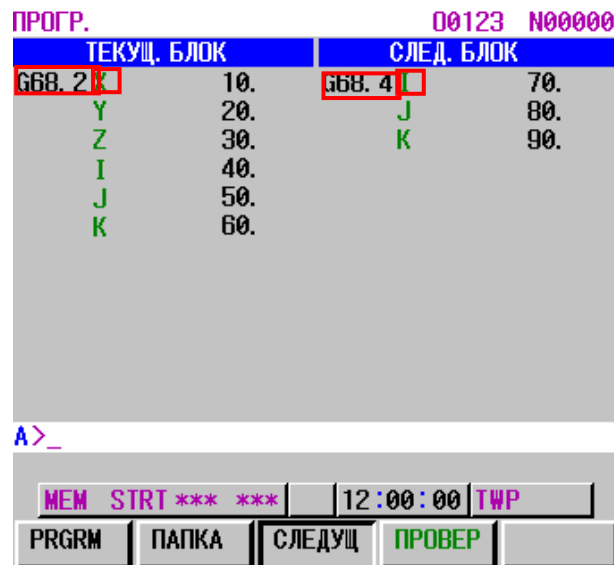 ПРОГР. O0123 N00000
ТЕКУЩ. БЛОК СЛЕД. БЛОК
G68. 2 X 10. G68. 4 I 70.
Y 20. J 80.
Z 30. K 90.
I 40.
J 50.
K 60.
A>_
MEM STRT *** *** 12:00:00 TWP
PRGRM ПАПКА СЛЕДУЩ ПРОВЕР